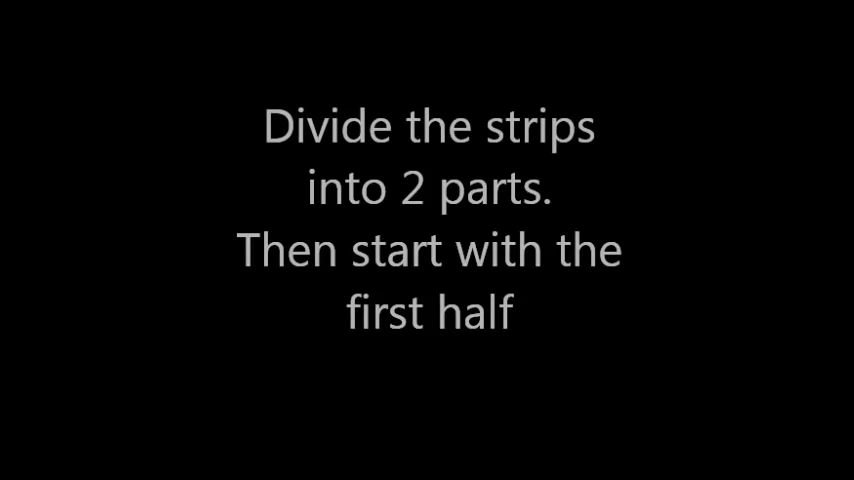 Divide the strips
into 2 parts.
Then start with the
first half